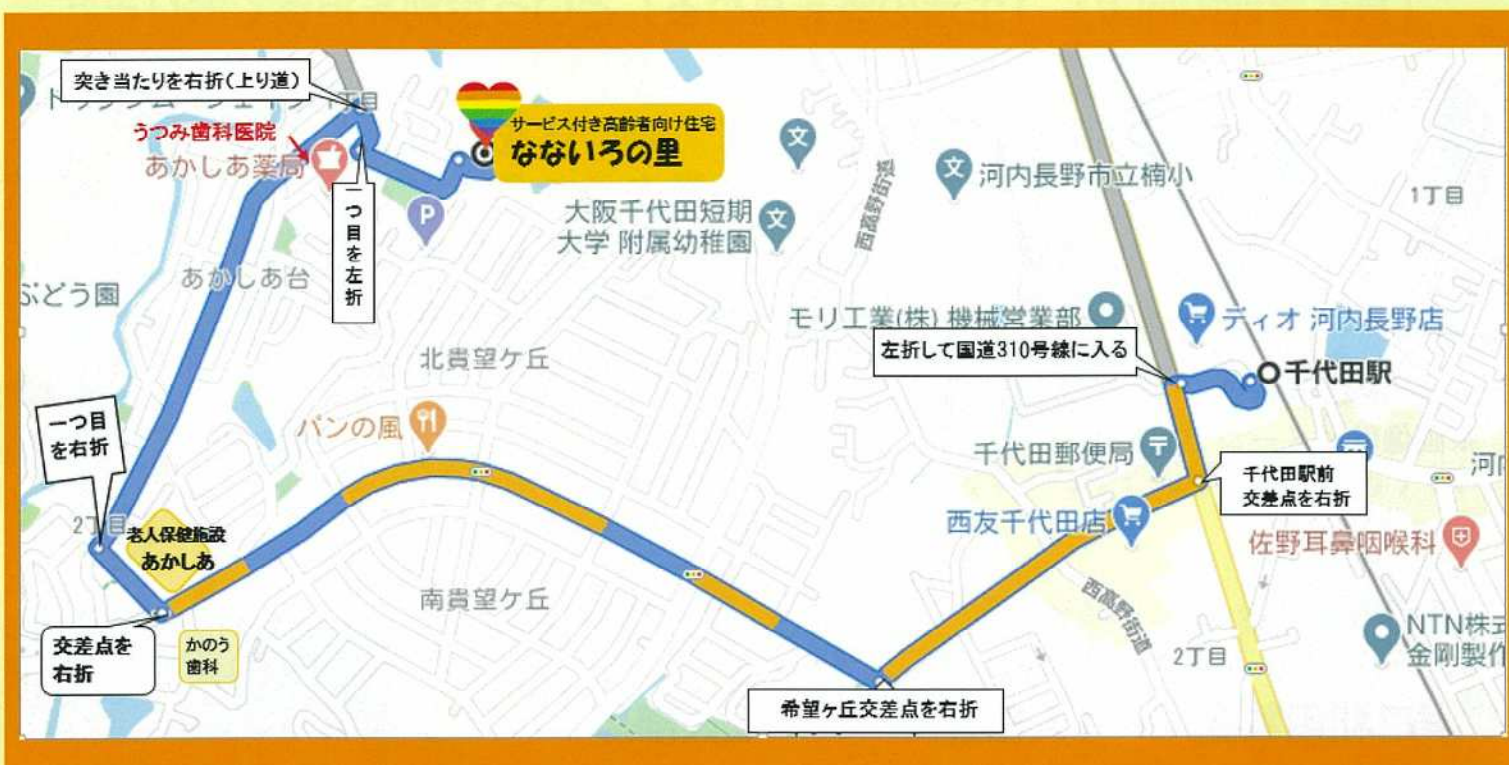 突き当たりを右折(上り道)
1丁目
うつみ歯科医院
あかしあ薬局
サービス付き高齢者向け住宅
なないろの里
一つ目を左折
P
文
文
大阪千代田短期
大学 附属幼稚園
西高野街道
文
河内長野市立楠小
1丁目
ぶどう園
あかしあ台
北貴望ケ丘
モリ工業(株) 機械営業部
ディオ 河内長野店
左折して国道310号線に入る
千代田駅
一つ目
を右折
パンの風
千代田郵便局
千代田駅前
交差点を右折
西友千代田店
佐野耳鼻咽喉科
2丁目
老人保健施設
あかしあ
南貴望ケ丘
西高野街道
2丁目
NTN株式
金剛製作
交差点を
右折
かのう
歯科
希望ヶ丘交差点を右折